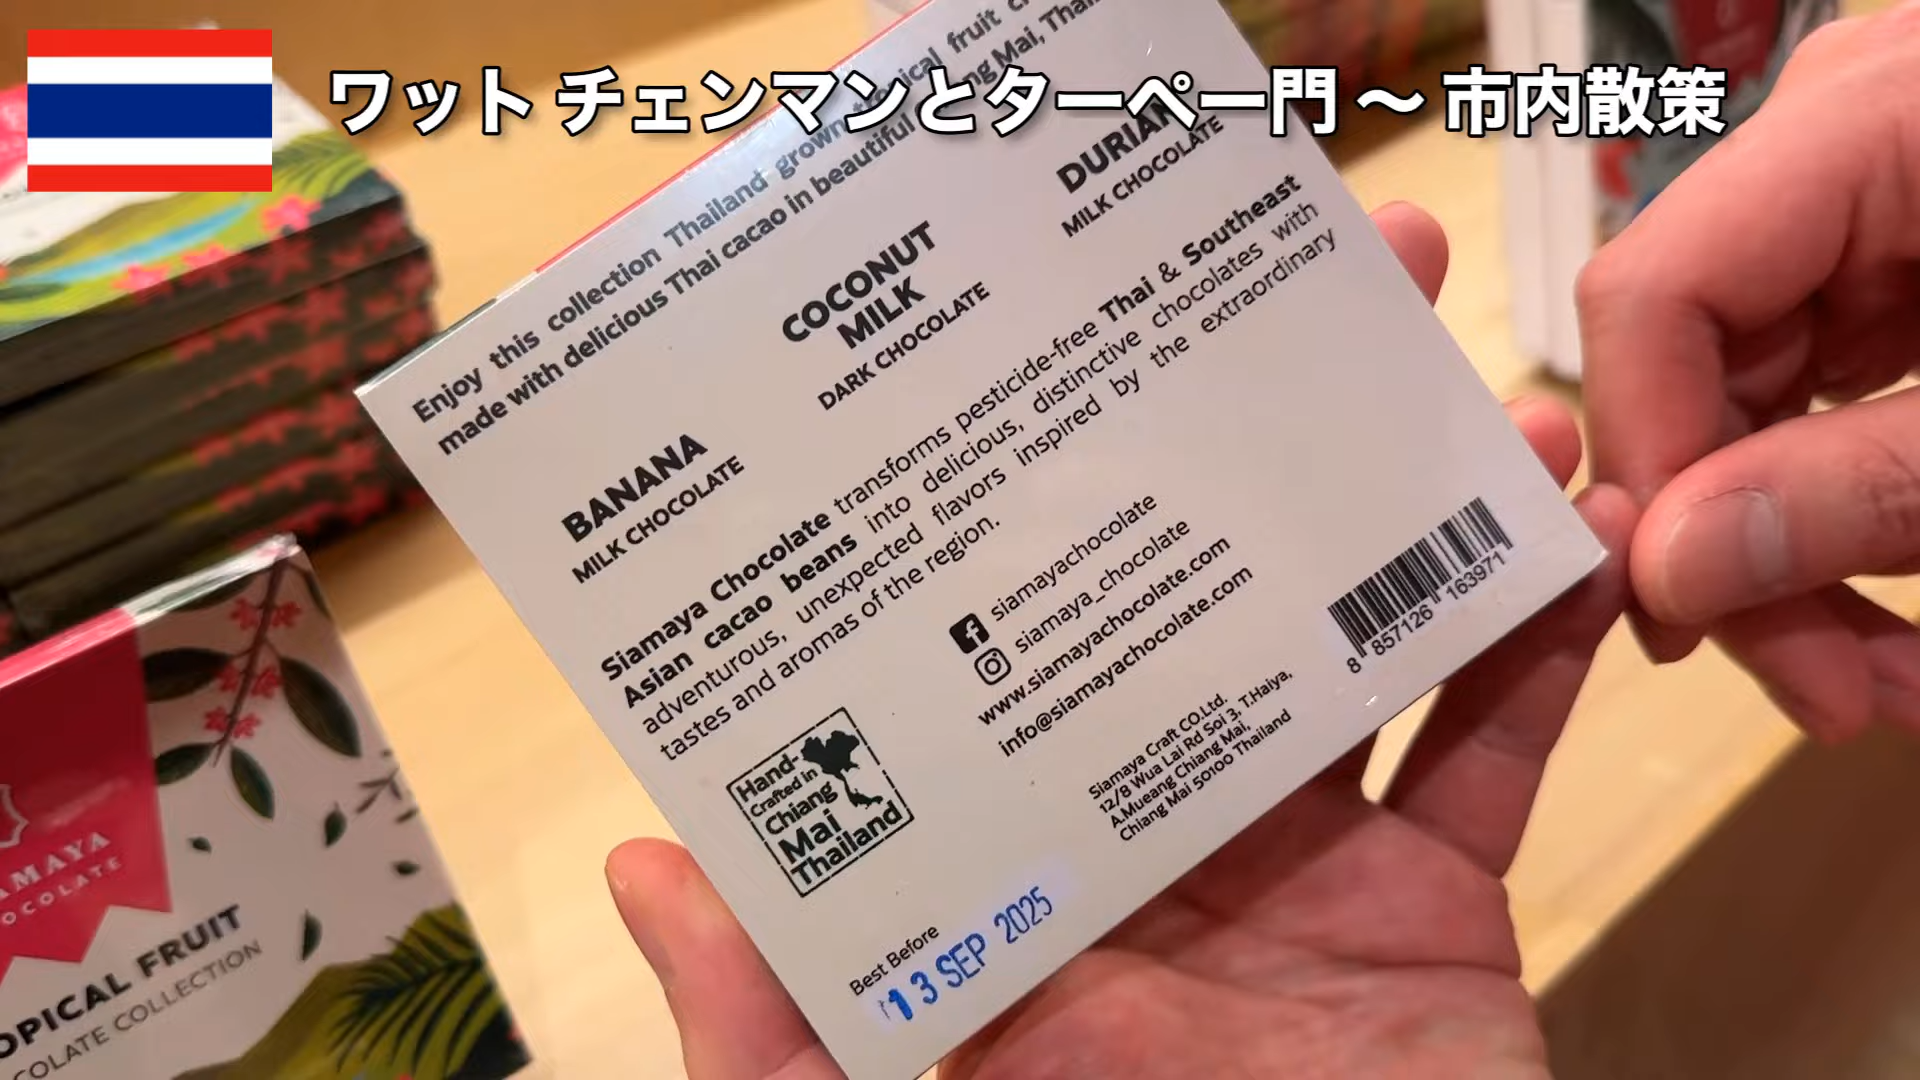 ワット チェンマンとターペー門 ～ 市内散策
Enjoy this collection Thailand grown tropical fruit
made with delicious Thai cacao in beautiful Mai,
BANANA
MILK CHOCOLATE
COCONUT
MILK
DARK CHOCOLATE
DURIAN
MILK CHOCOLATE
Siamaya Chocolate transforms pesticide-free Thai & Southeast
Asian cacao beans into delicious, distinctive chocolates with
adventurous, unexpected flavors inspired by the extraordinary
tastes and aromas of the region.
siamayachocolate
siamaya_chocolate
www.siamayachocolate.com
info@siamayachocolate.com
8 857126 163971
Hand-
Crafted in
Chiang
Mai
Thailand
Siamaya Craft CO.Ltd.
12/8 Wua Lai Rd Soi 3, T.Haiya,
A.Mueang Chiang Mai,
Chiang Mai 50100 Thailand
Best Before
13 SEP 2025
AMAYA
OCOLATE
OPICAL FRUIT
COLATE COLLECTION